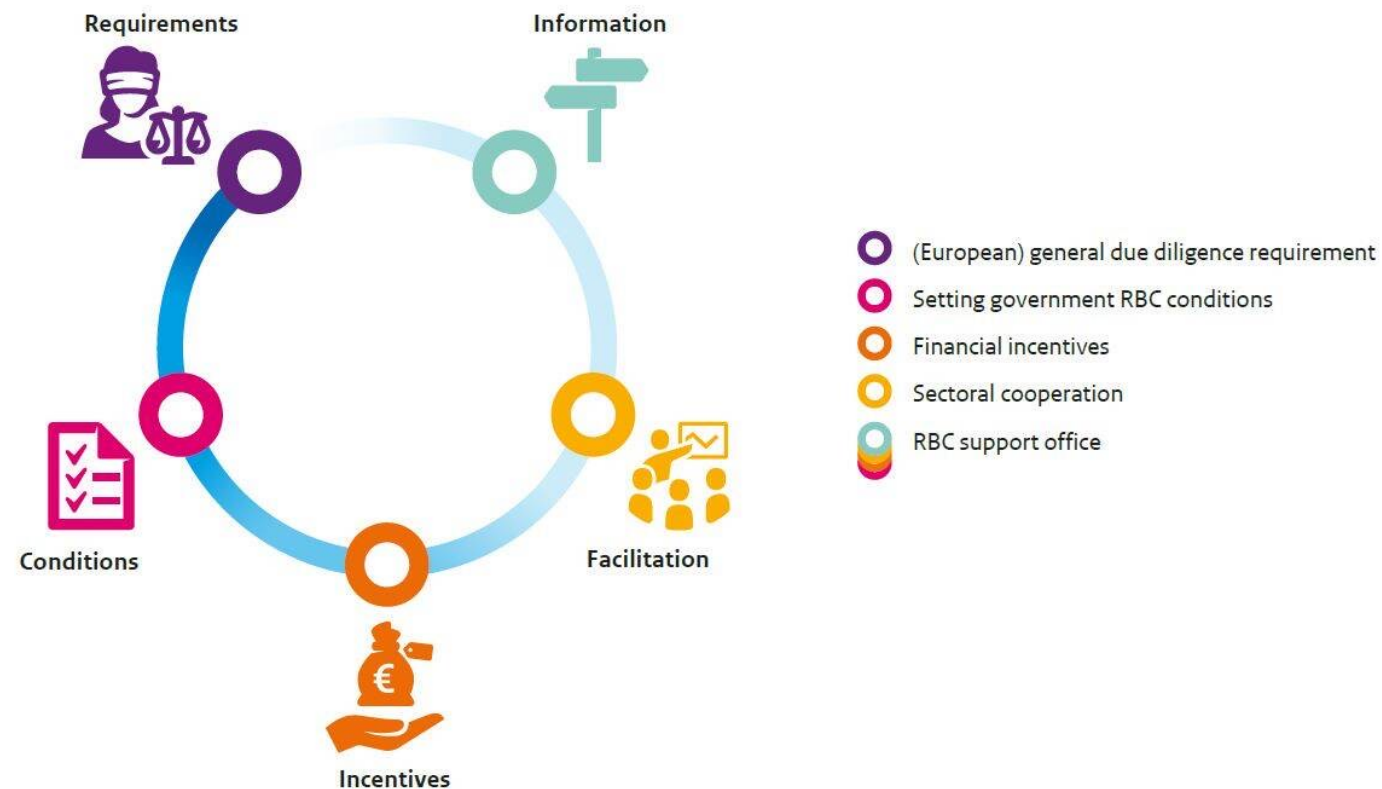 Requirements
Information
(European) general due diligence requirement
Setting government RBC conditions
Financial incentives
Sectoral cooperation
RBC support office
Conditions
Facilitation
€
Incentives